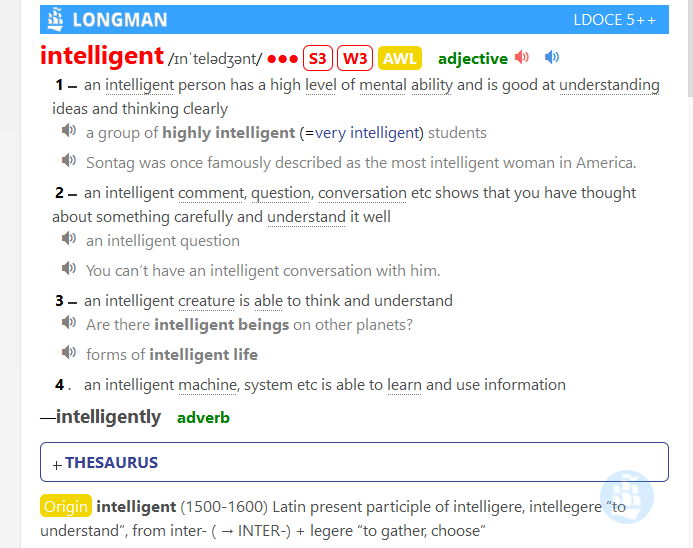 LONGMAN LDOCE 5++
intelligent /ɪnˈtelədʒənt/ ●●● S3 W3 AWL adjective
1 – an intelligent person has a high level of mental ability and is good at understanding
ideas and thinking clearly
a group of highly intelligent (=very intelligent) students
Sontag was once famously described as the most intelligent woman in America.
2 – an intelligent comment, question, conversation etc shows that you have thought
about something carefully and understand it well
an intelligent question
You can’t have an intelligent conversation with him.
3 – an intelligent creature is able to think and understand
Are there intelligent beings on other planets?
forms of intelligent life
4 . an intelligent machine, system etc is able to learn and use information
—intelligently adverb
+ THESAURUS
Origin intelligent (1500-1600) Latin present participle of intelligere, intellegere “to
understand”, from inter- ( → INTER-) + legere “to gather, choose”